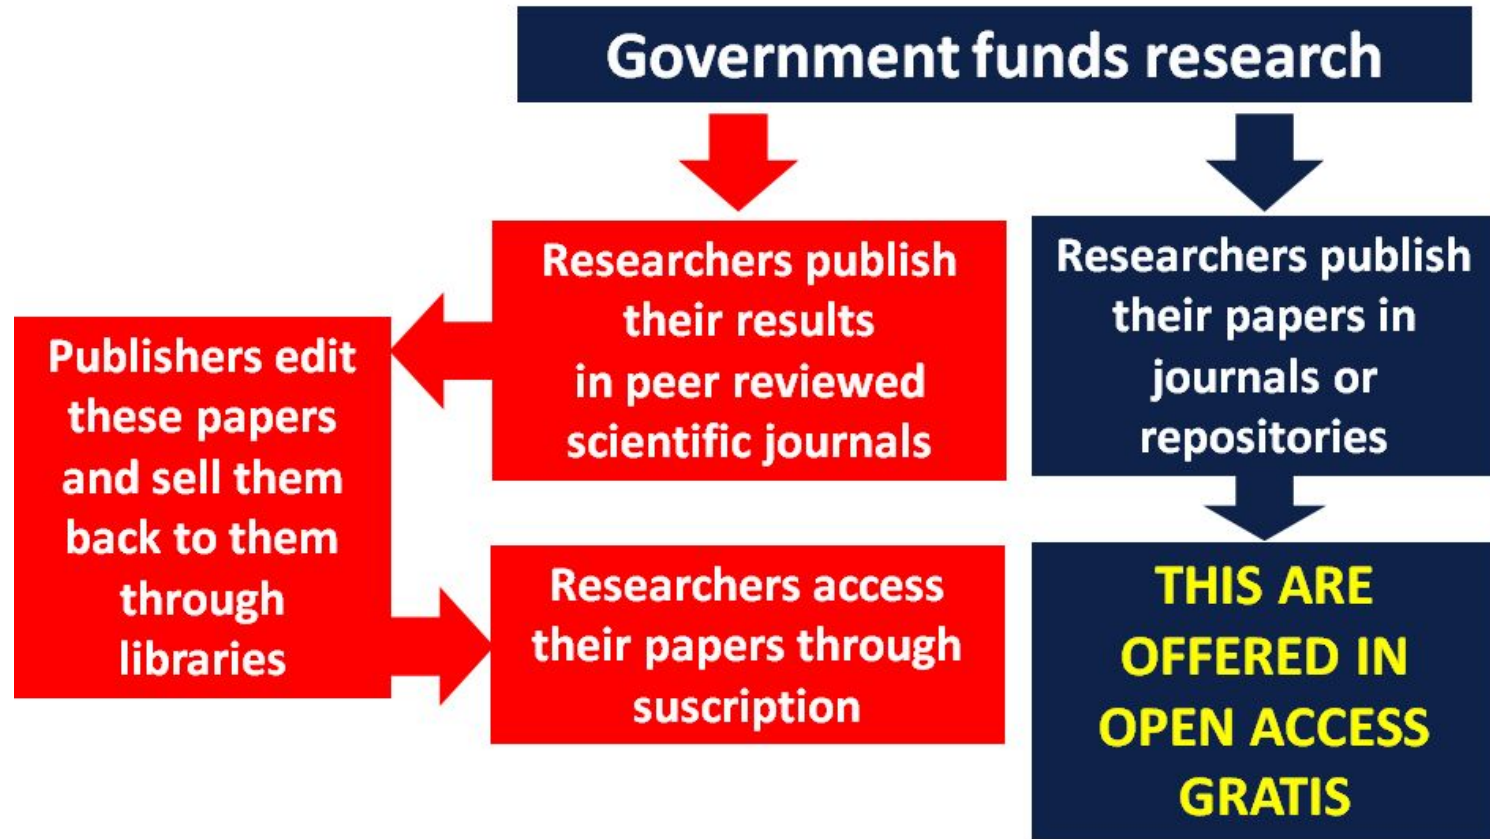 Government funds research
Researchers publish
their results
in peer reviewed
scientific journals
Publishers edit
these papers
and sell them
back to them
through
libraries
Researchers access
their papers through
suscription
Researchers publish
their papers in
journals or
repositories
THIS ARE
OFFERED IN
OPEN ACCESS
GRATIS